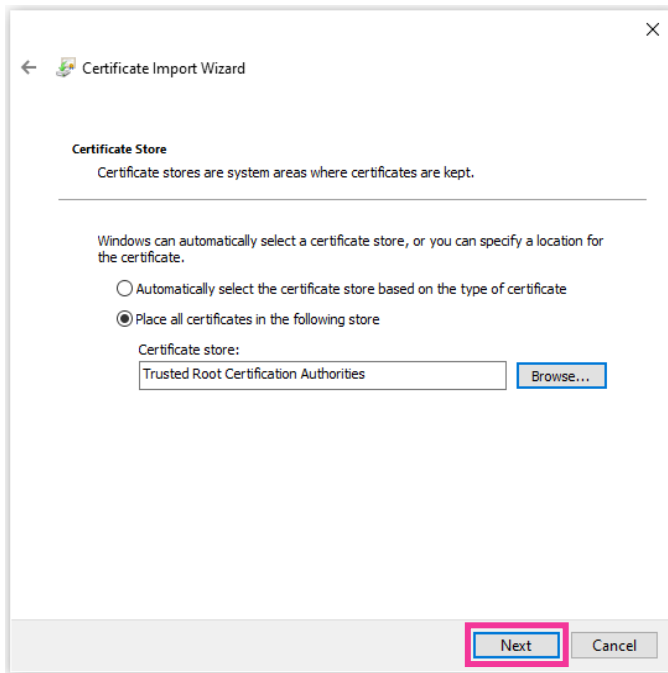 Certificate Import Wizard
Certificate Store
Certificate stores are system areas where certificates are kept.
Windows can automatically select a certificate store, or you can specify a location for
the certificate.
Automatically select the certificate store based on the type of certificate
Place all certificates in the following store
Certificate store:
Trusted Root Certification Authorities
Browse...
Next
Cancel